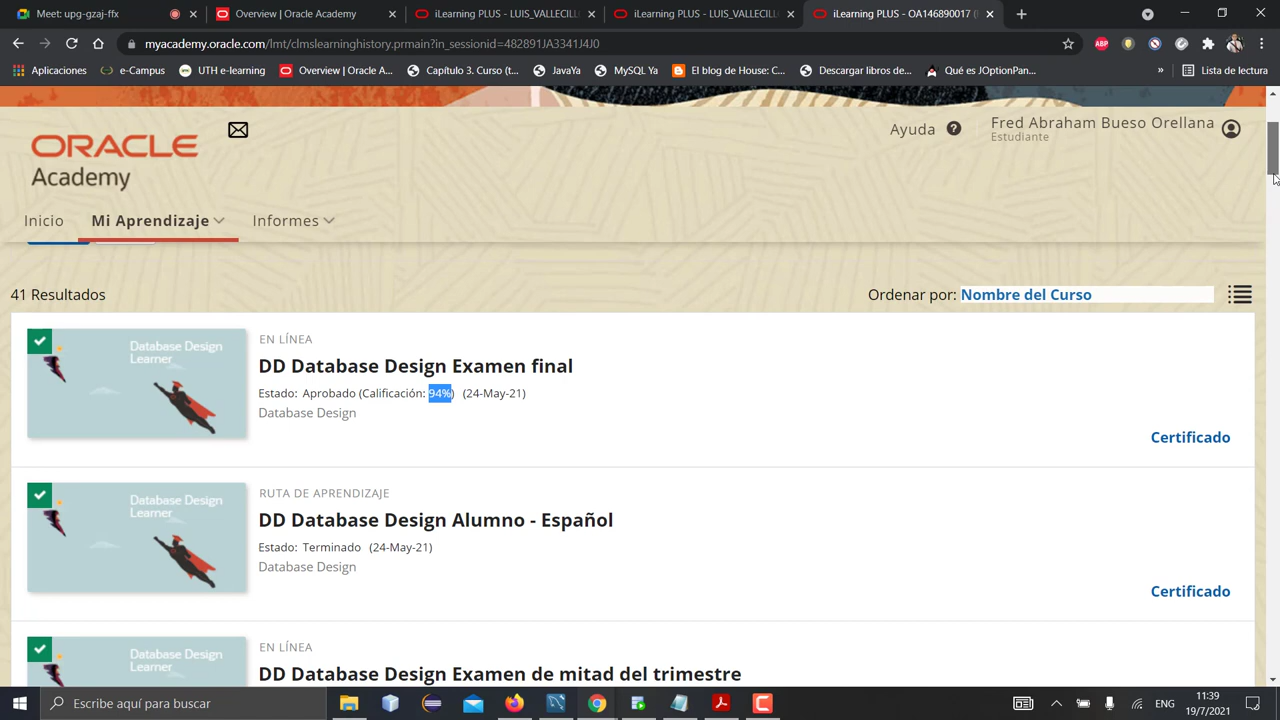 Meet: upg-gzaj-ffx
Overview | Oracle Academy
iLearning PLUS - LUIS_VALLECILL
iLearning PLUS - LUIS_VALLECILL
iLearning PLUS - OA146890017 (
myacademy.oracle.com/lmt/clmslearninghistory.prmain?in_sessionid=482891JA3341J4J0
Aplicaciones
e-Campus
UTH e-learning
Overview | Oracle A...
Capítulo 3. Curso (t...
JavaYa
MySQL Ya
El blog de House: C...
Descargar libros de...
Qué es JOptionPan...
»
Lista de lectura
ORACLE
Academy
Ayuda
Fred Abraham Bueso Orellana
Estudiante
Inicio
Mi Aprendizaje
Informes
41 Resultados
Ordenar por: Nombre del Curso
Database Design
Learner
EN LÍNEA
DD Database Design Examen final
Estado: Aprobado (Calificación: 94%) (24-May-21)
Database Design
Certificado
Database Design
Learner
RUTA DE APRENDIZAJE
DD Database Design Alumno - Español
Estado: Terminado (24-May-21)
Database Design
Certificado
Database Design
Learner
EN LÍNEA
DD Database Design Examen de mitad del trimestre
Escribe aquí para buscar
ENG
11:39
19/7/2021